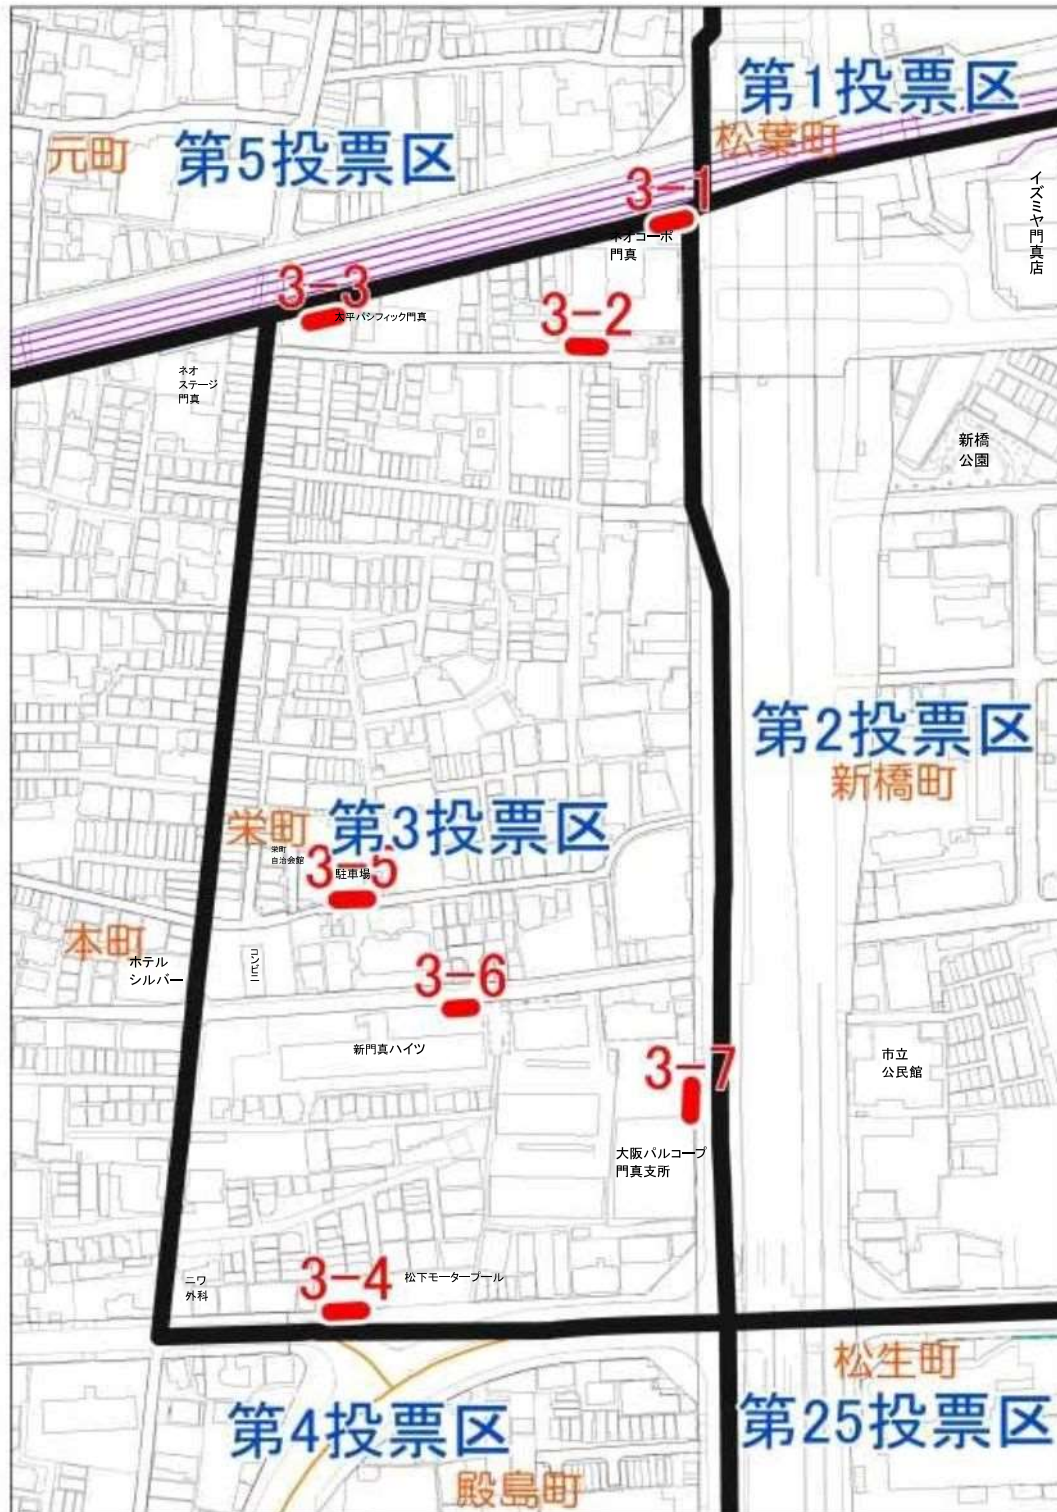 第1投票区
松葉町
元町
第5投票区
イズミヤ門真店
3-1
ネオコーポ
門真
3-3
太平パシフィック門真
3-2
ネオ
ステージ
門真
新橋
公園
第2投票区
新橋町
栄町
第3投票区
栄町
自治会館
3-5
駐車場
本町
ホテル
シルバー
コンビニ
3-6
新門真ハイツ
市立
公民館
3-7
大阪パルコープ
門真支所
3-4
松下モータープール
ニワ
外科
松生町
第4投票区
第25投票区
殿島町